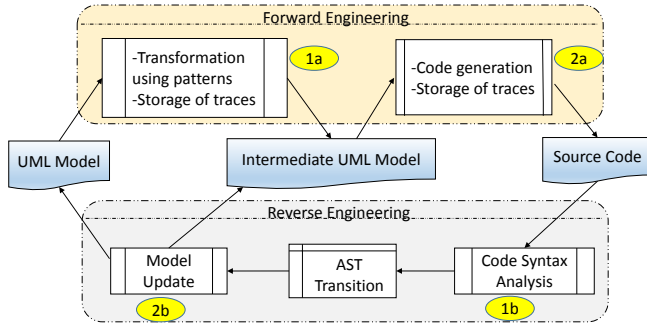 Forward Engineering
-Transformation
using patterns
-Storage of traces
1a
-Code generation
-Storage of traces
2a
UML Model
Intermediate UML Model
Source Code
Reverse Engineering
Model
Update
2b
AST
Transition
Code Syntax
Analysis
1b